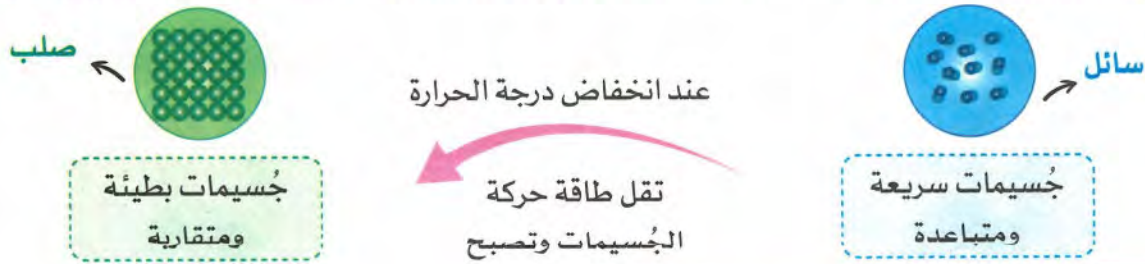 سائل
جُسيمات سريعة
ومتباعدة
عند انخفاض درجة الحرارة
تقل طاقة حركة
الجُسيمات وتصبح
صلب
جُسيمات بطيئة
ومتقاربة